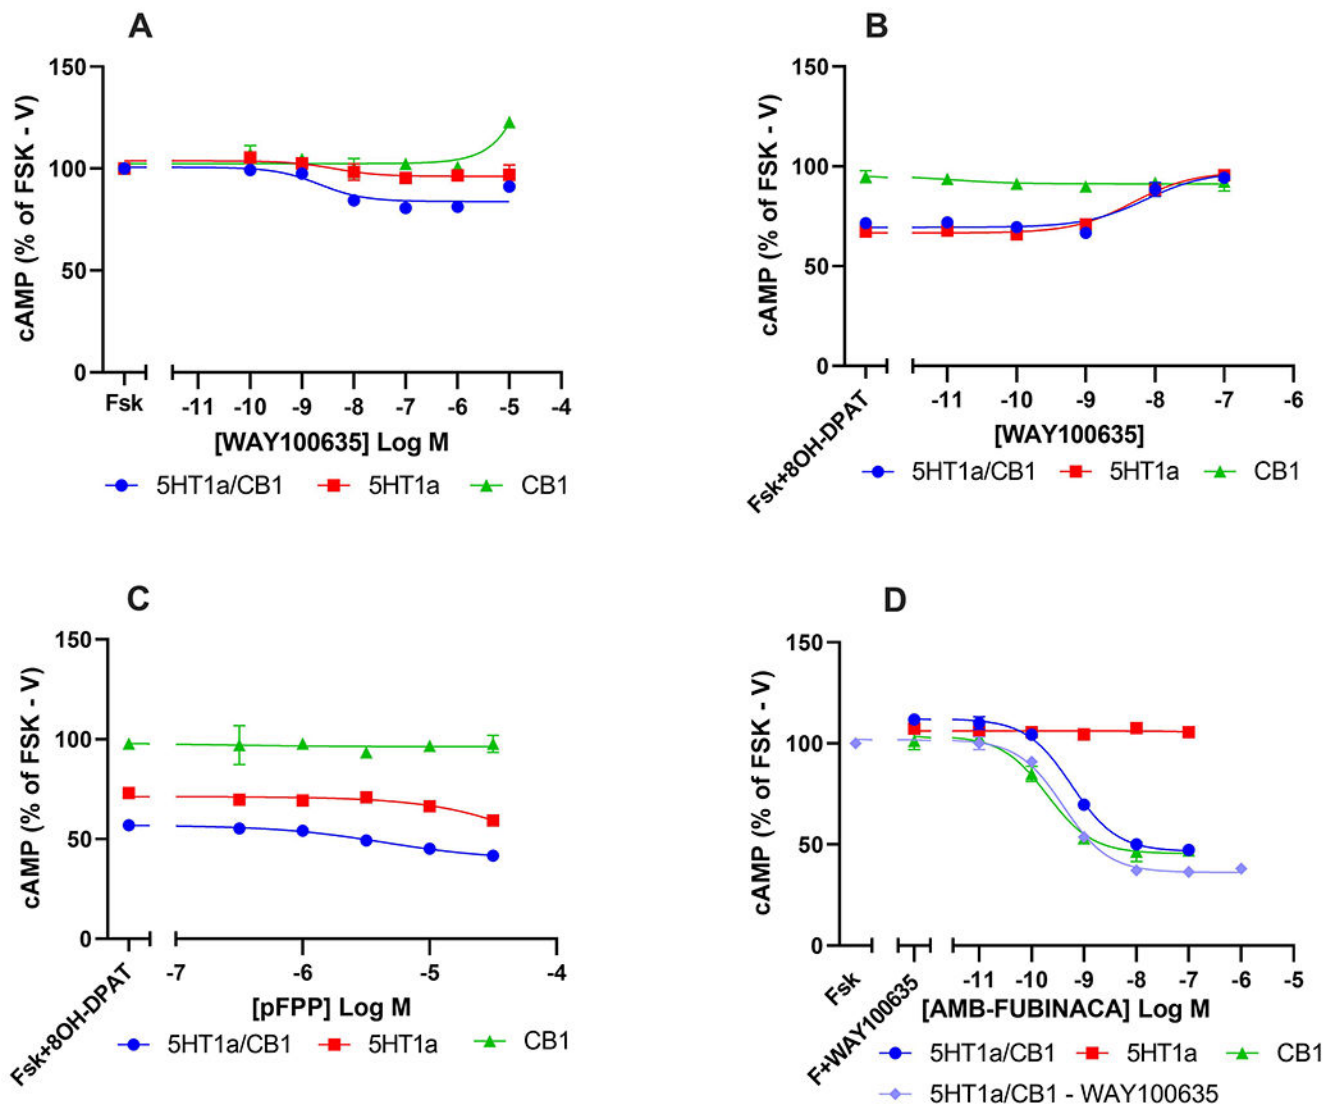 A
cAMP (% of FSK - V)
150
100
50
0
Fsk
-11 -10 -9 -8 -7 -6 -5 -4
[WAY100635] Log M
5HT1a/CB1 5HT1a CB1
B
cAMP (% of FSK - V)
150
100
50
0
Fsk+8OH-DPAT
-11 -10 -9 -8 -7 -6
[WAY100635]
5HT1a/CB1 5HT1a CB1
C
cAMP (% of FSK - V)
150
100
50
0
Fsk+8OH-DPAT
-7 -6 -5 -4
[pFPP] Log M
5HT1a/CB1 5HT1a CB1
D
cAMP (% of FSK - V)
150
100
50
0
Fsk
F+WAY100635
-11 -10 -9 -8 -7 -6 -5
[AMB-FUBINACA] Log M
5HT1a/CB1 5HT1a CB1
5HT1a/CB1 - WAY100635